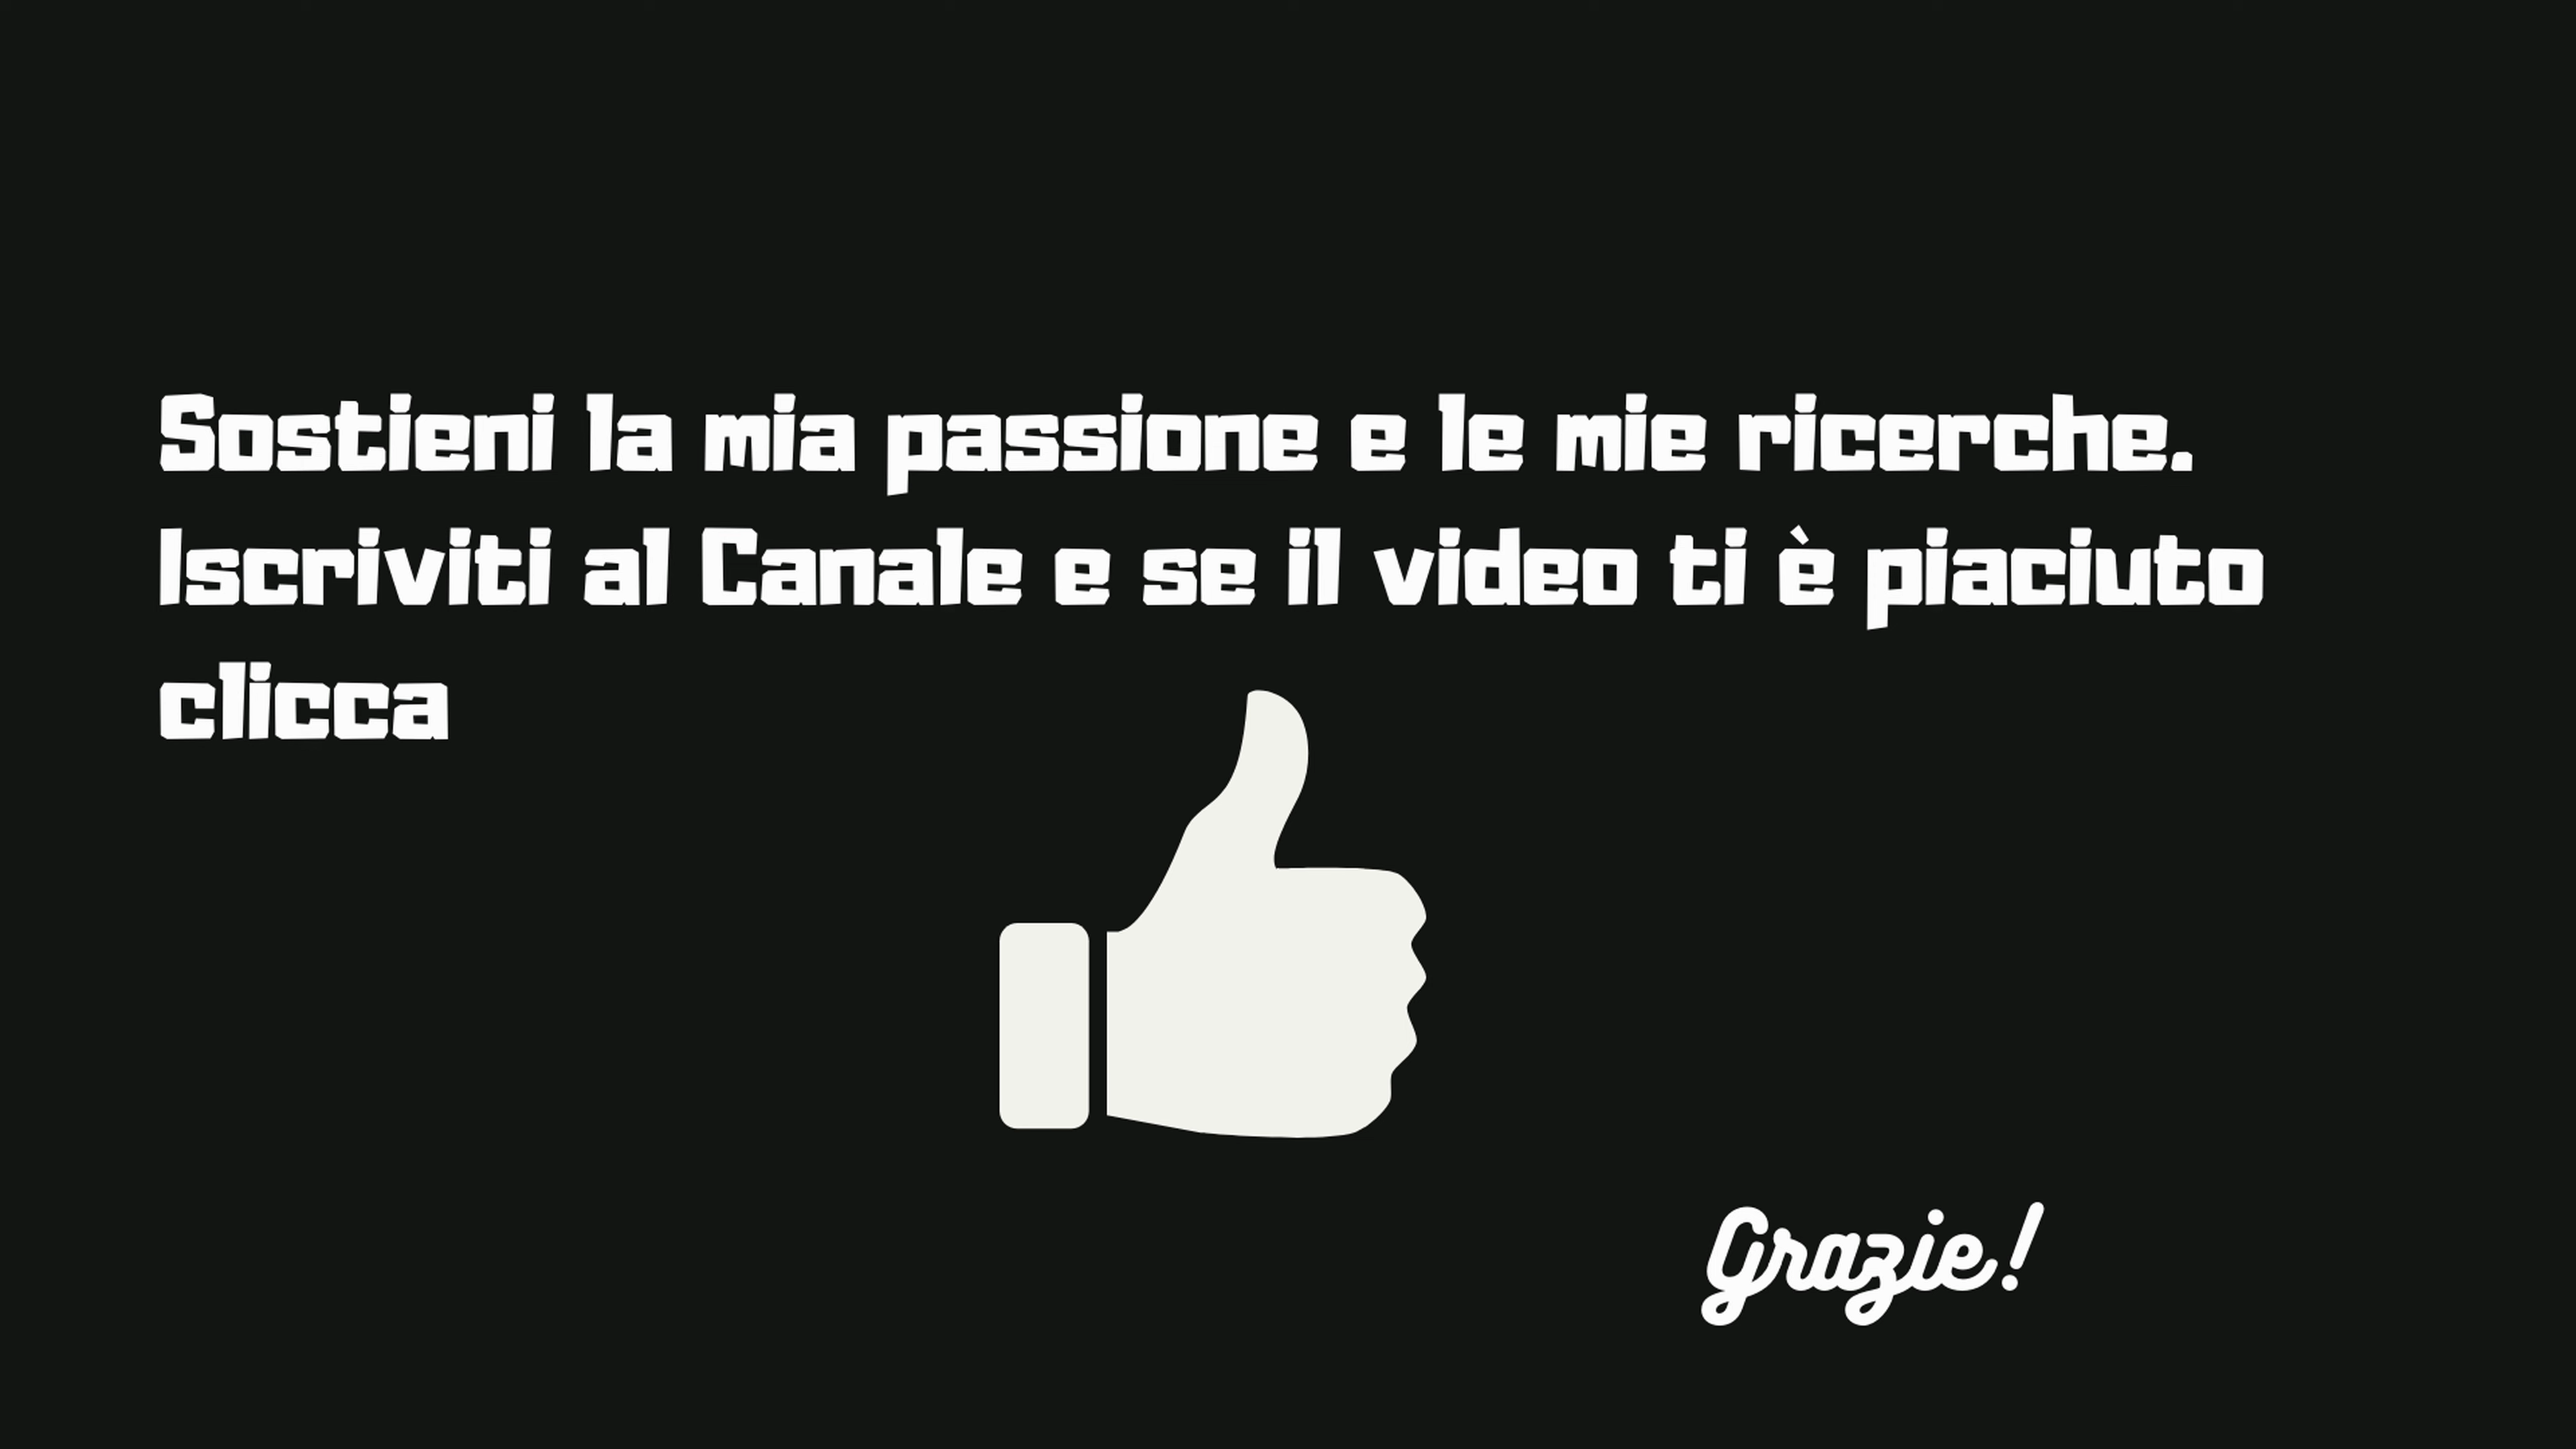 Sostieni la mia passione e le mie ricerche.
Iscriviti al Canale e se il video ti è piaciuto
clicca
Grazie!